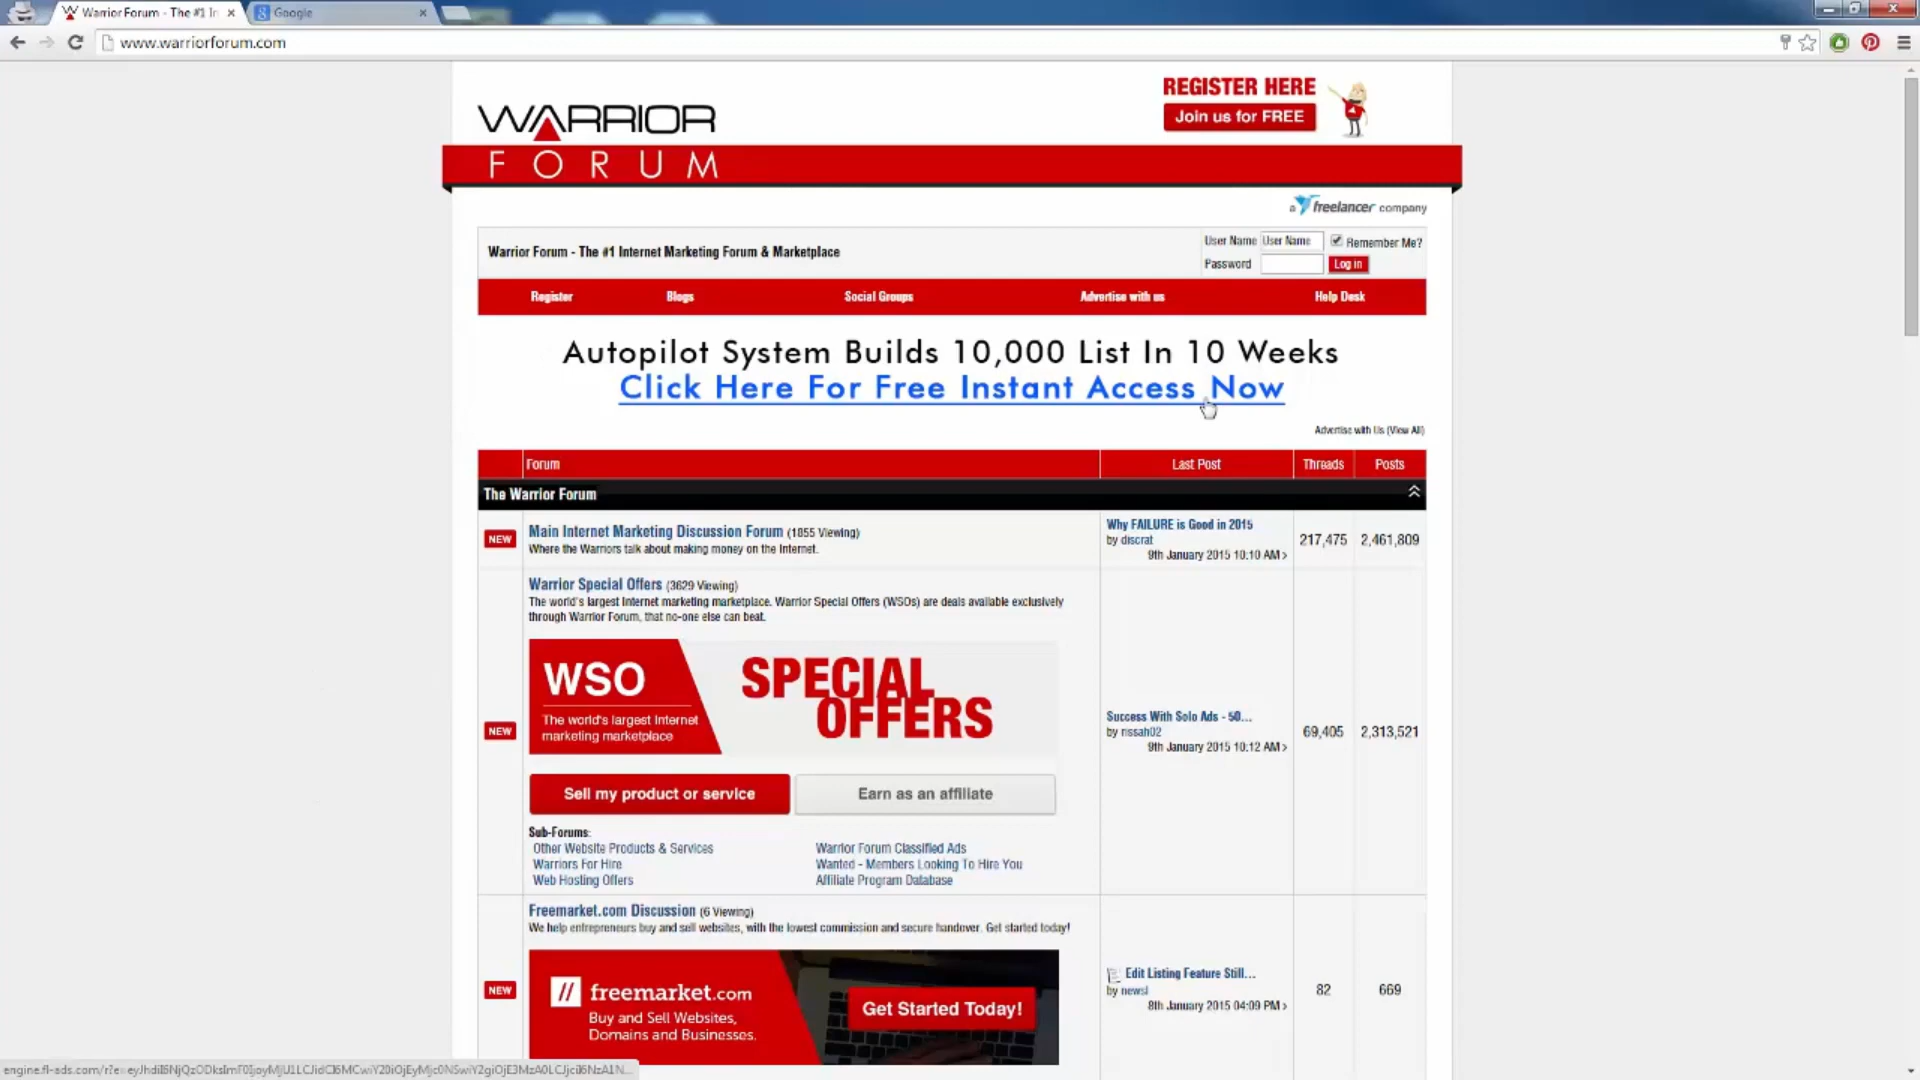 Warrior Forum - The #1 In
Google
www.warriorforum.com
REGISTER HERE
Join us for FREE
WARRIOR
FORUM
a freelancer company
Warrior Forum - The #1 Internet Marketing Forum & Marketplace
User Name User Name Remember Me?
Password Log in
Register Blogs Social Groups Advertise with us Help Desk
Autopilot System Builds 10,000 List In 10 Weeks
Click Here For Free Instant Access Now
Advertise with Us (View All)
Forum Last Post Threads Posts
The Warrior Forum
NEW
Main Internet Marketing Discussion Forum (1855 Viewing)
Where the Warriors talk about making money on the Internet.
Why FAILURE is Good in 2015
by discrat
9th January 2015 10:10 AM
217,475 2,461,809
Warrior Special Offers (3629 Viewing)
The world's largest Internet marketing marketplace. Warrior Special Offers (WSOs) are deals available exclusively
through Warrior Forum, that no-one else can beat.
WSO
The world's largest Internet
marketing marketplace
SPECIAL
OFFERS
NEW
Success With Solo Ads - 50...
by rissah02
9th January 2015 10:12 AM
69,405 2,313,521
Sell my product or service Earn as an affiliate
Sub-Forums:
Other Website Products & Services Warrior Forum Classified Ads
Warriors For Hire Wanted - Members Looking To Hire You
Web Hosting Offers Affiliate Program Database
Freemarket.com Discussion (6 Viewing)
We help entrepreneurs buy and sell websites, with the lowest commission and secure handover. Get started today!
NEW
// freemarket.com
Buy and Sell Websites,
Domains and Businesses.
Get Started Today!
Edit Listing Feature Still...
by newsl
8th January 2015 04:09 PM
82 669